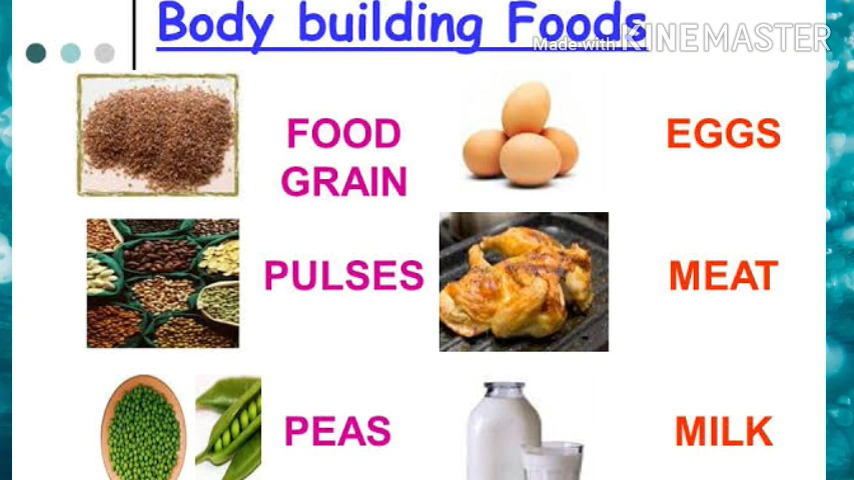 Body building Foods
Made with KINEMASTER
FOOD
GRAIN
EGGS
PULSES
MEAT
PEAS
MILK